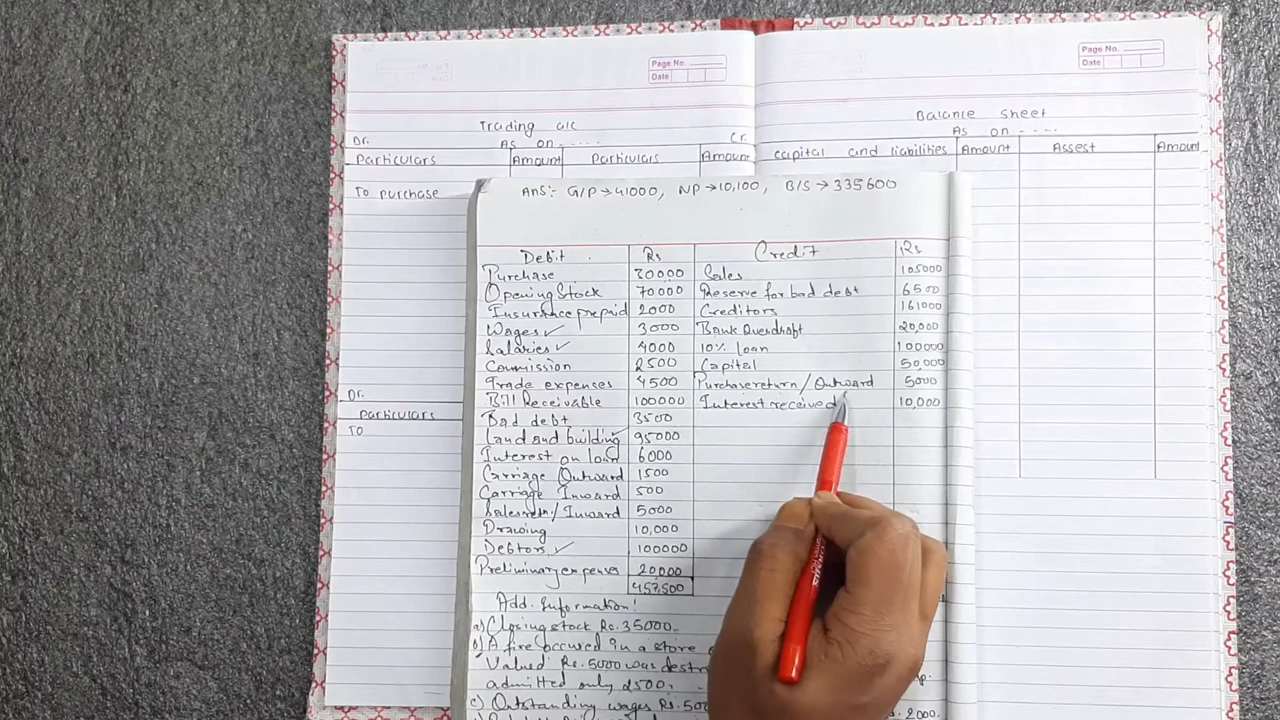 Page No.
Date
Page No.
Date
Trading a/c
As on .....
Dr.
Cr.
Particulars Amount Particulars Amount
To purchase
Dr.
Particulars
To
Balance sheet
As on ----
capital and liabilities Amount Assest Amount
Ans:- G/P→41000, NP→10,100, B/S→335600
Debit Rs Credit Rs
Purchase 30000 Sales 105000
Opening Stock 70000 Reserve for bad debt 6500
Insurance prepaid 2000 Creditors 161000
Wages ✓ 3000 Bank Overdraft 20,000
Salaries ✓ 4000 10% loan 100000
Commission 2500 Capital 50,000
Trade expenses 4500 Purchase return/Outward 5000
Bill Receivable 100000 Interest received 10,000
Bad debt 3500
Land and building 95000
Interest on loan 6000
Carriage Outward 1500
Carriage Inward 500
/Inward 5000
Drawing 10,000
Debtors ✓ 100000
Preliminary expenses 20,000
457,500
Add. Information:
a) Closing stock Rs. 35000.
b) A fire occured in a store
Valued Rs. 5000 was
admitted only 2500.
c) Outstanding wages Rs.
2000.